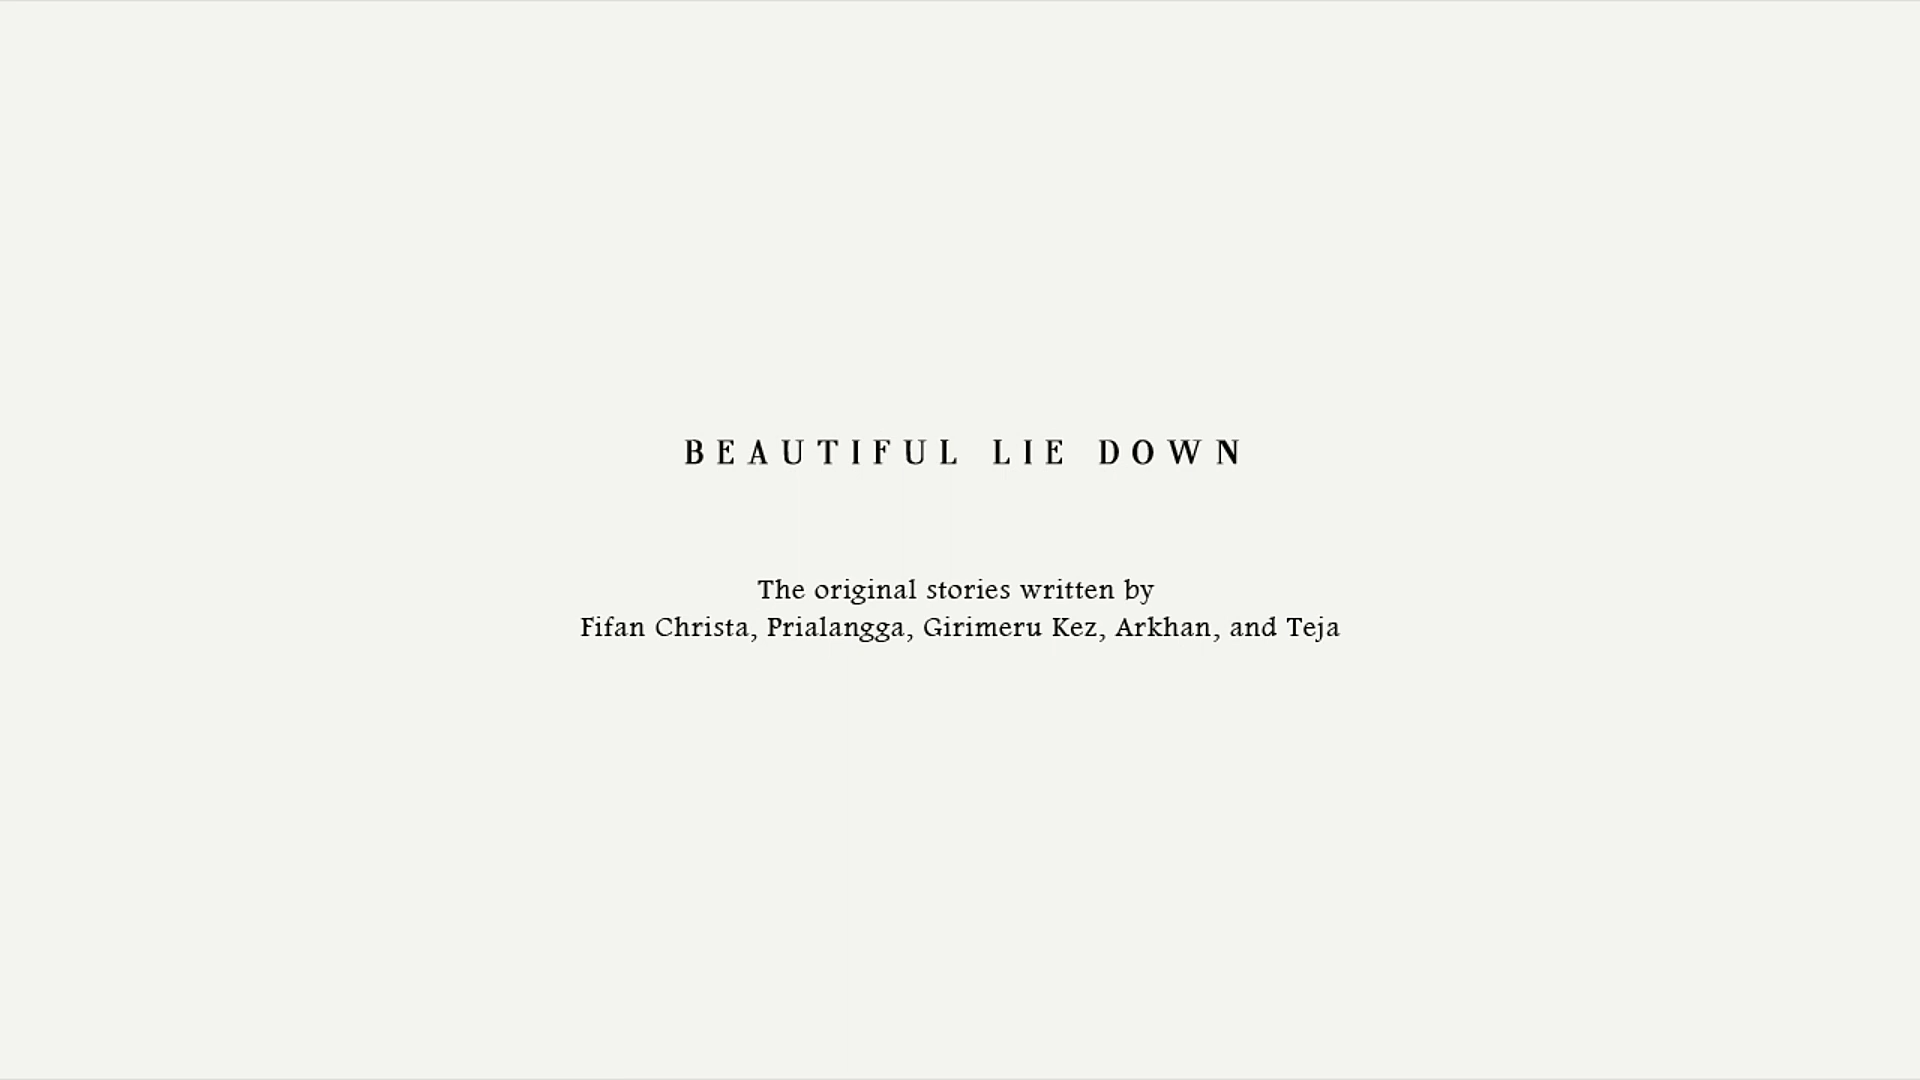 BEAUTIFUL LIE DOWN
The original stories written by
Fifan Christa, Prialangga, Girimeru Kez, Arkhan, and Teja